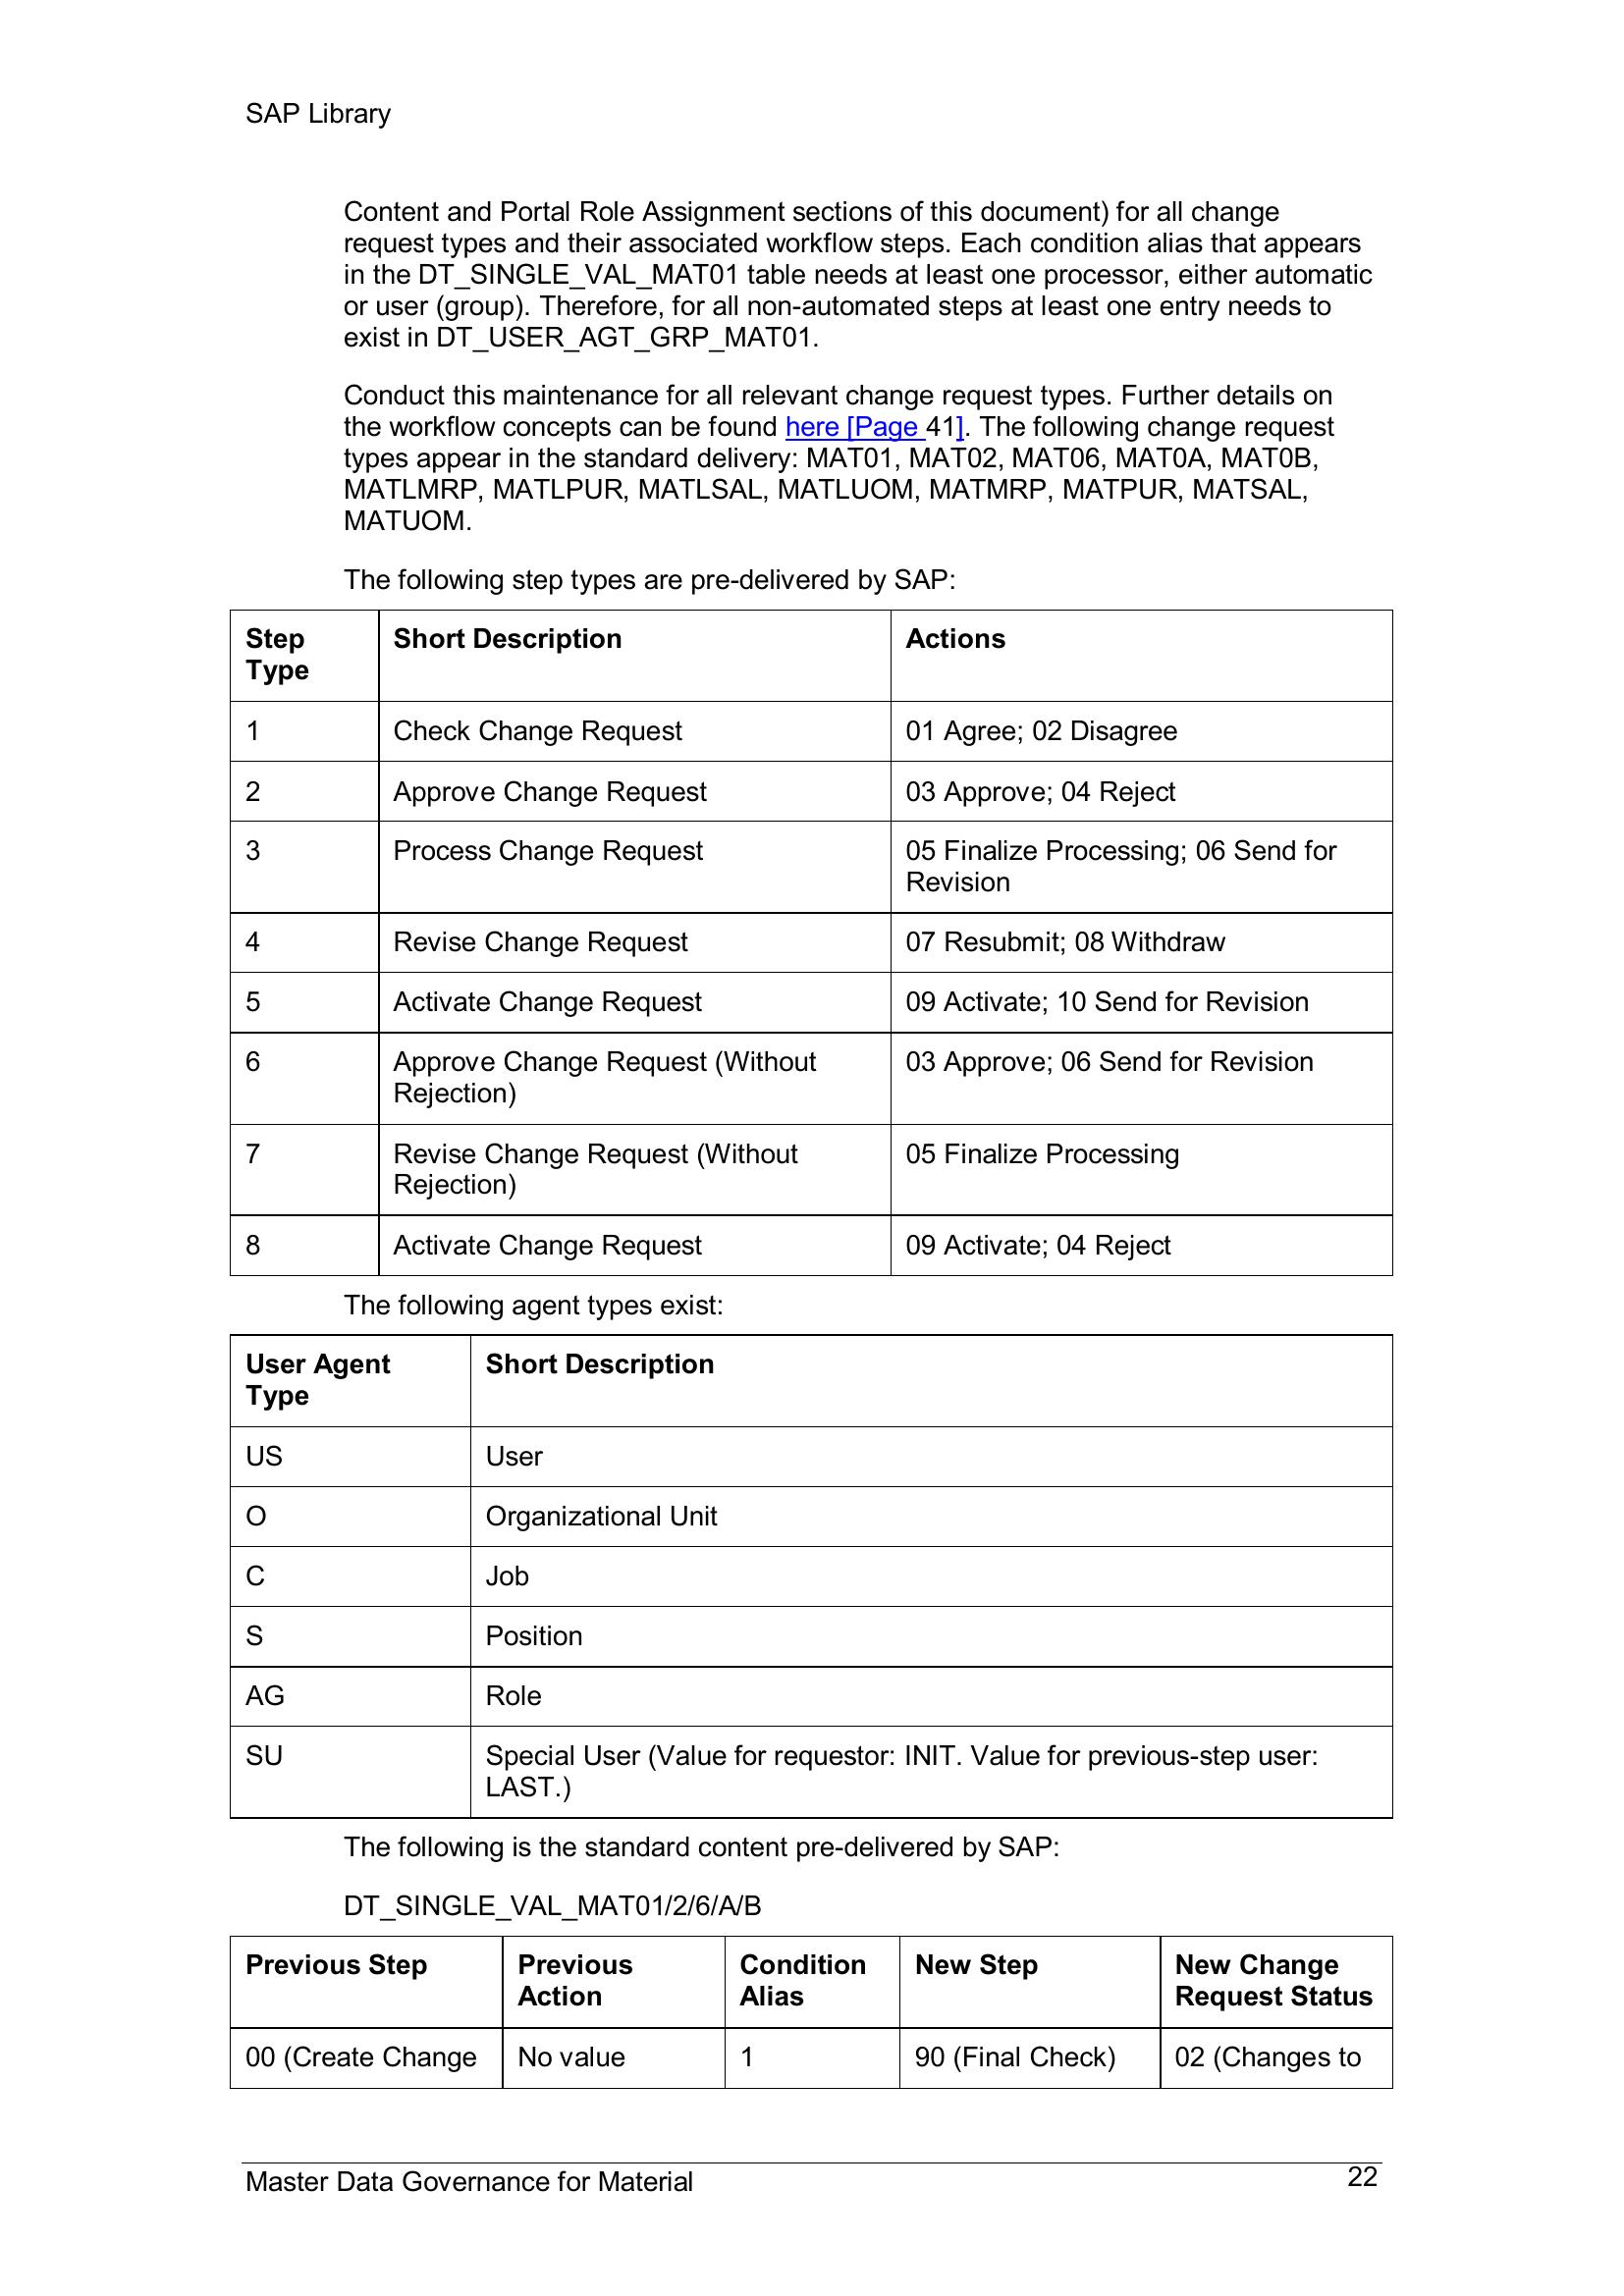 SAP Library
Content and Portal Role Assignment sections of this document) for all change
request types and their associated workflow steps. Each condition alias that appears
in the DT_SINGLE_VAL_MAT01 table needs at least one processor, either automatic
or user (group). Therefore, for all non-automated steps at least one entry needs to
exist in DT_USER_AGT_GRP_MAT01.
Conduct this maintenance for all relevant change request types. Further details on
the workflow concepts can be found here [Page 41]. The following change request
types appear in the standard delivery: MAT01, MAT02, MAT06, MAT0A, MAT0B,
MATLMRP, MATLPUR, MATLSAL, MATLUOM, MATMRP, MATPUR, MATSAL,
MATUOM.
The following step types are pre-delivered by SAP:
Step
Type
Short Description
Actions
1
Check Change Request
01 Agree; 02 Disagree
2
Approve Change Request
03 Approve; 04 Reject
3
Process Change Request
05 Finalize Processing; 06 Send for
Revision
4
Revise Change Request
07 Resubmit; 08 Withdraw
5
Activate Change Request
09 Activate; 10 Send for Revision
6
Approve Change Request (Without
Rejection)
03 Approve; 06 Send for Revision
7
Revise Change Request (Without
Rejection)
05 Finalize Processing
8
Activate Change Request
09 Activate; 04 Reject
The following agent types exist:
User Agent
Type
Short Description
US
User
O
Organizational Unit
C
Job
S
Position
AG
Role
SU
Special User (Value for requestor: INIT. Value for previous-step user:
LAST.)
The following is the standard content pre-delivered by SAP:
DT_SINGLE_VAL_MAT01/2/6/A/B
Previous Step
Previous
Action
Condition
Alias
New Step
New Change
Request Status
00 (Create Change
No value
1
90 (Final Check)
02 (Changes to
Master Data Governance for Material
22